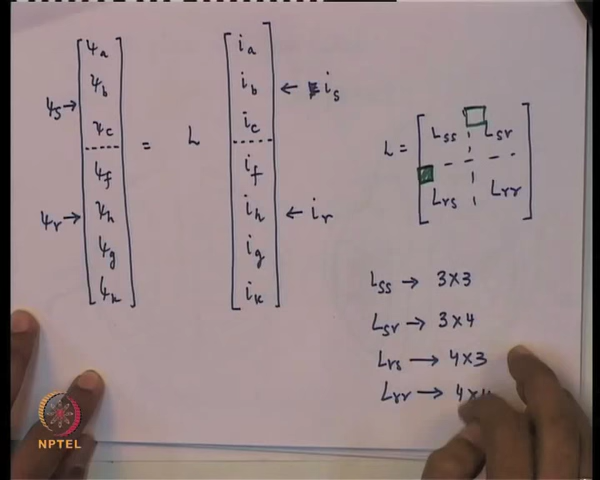 ψs → [ψa ψb ψc ψf ψh ψg ψk] ← ψr
=
L
[ia ib ic if ih ig ik]
← is
← ir
L = [Lss Lsr Lrs Lrr]
Lss → 3×3
Lsr → 3×4
Lrs → 4×3
Lrr → 4×4
NPTEL